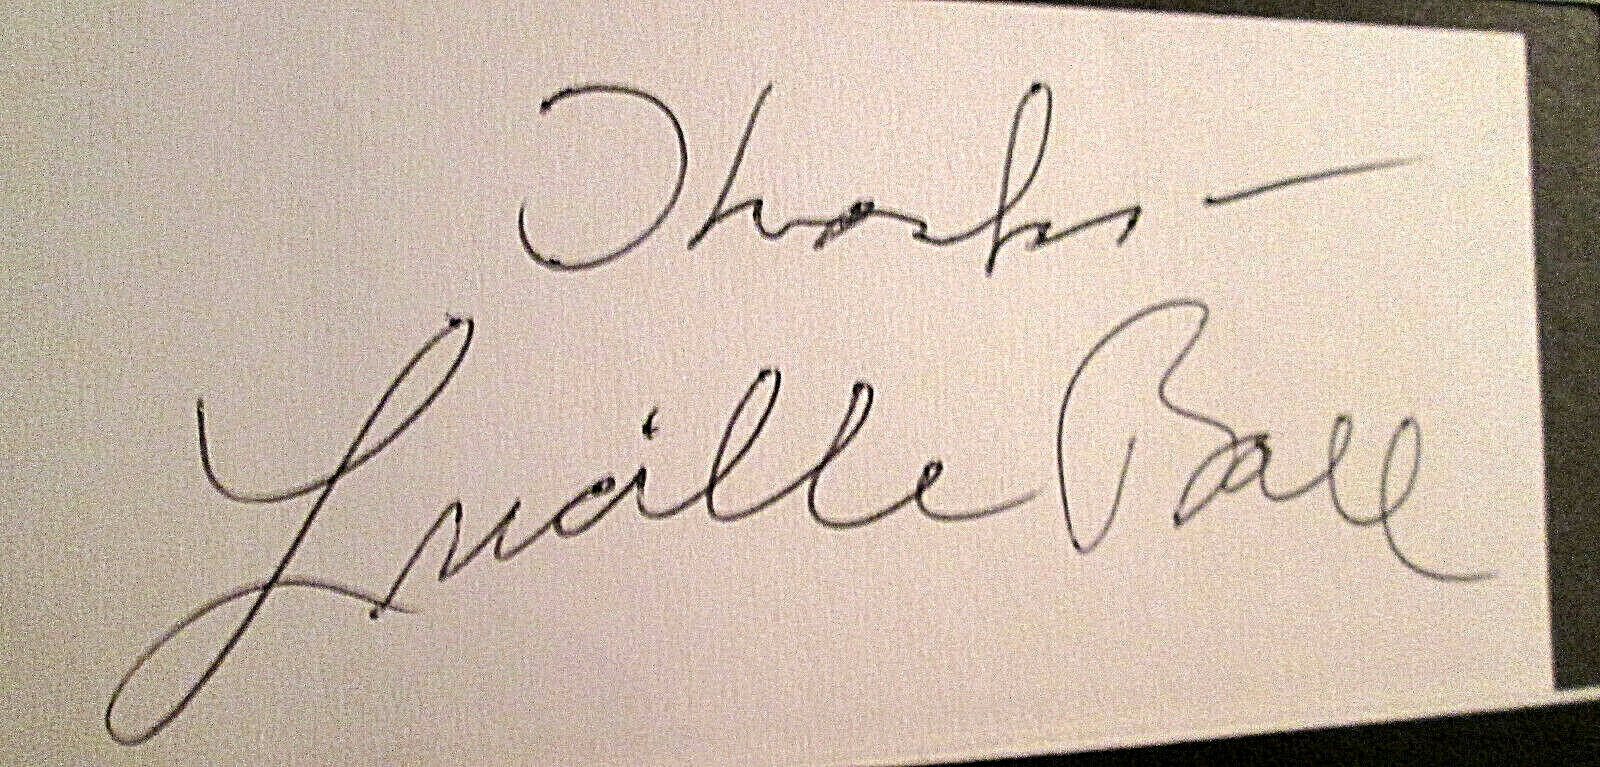 Thanks —
Lucille Ball